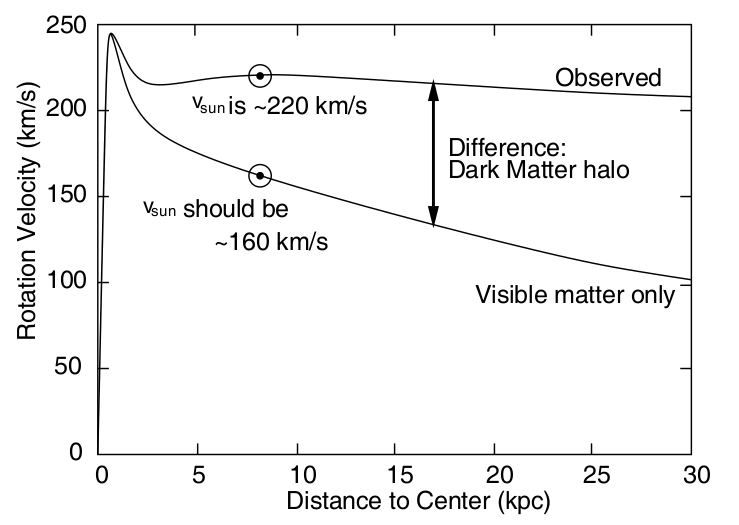 250
200
150
100
50
0
Rotation Velocity (km/s)
Observed
vsun is ~220 km/s
Difference:
Dark Matter halo
vsun should be
~160 km/s
Visible matter only
0 5 10 15 20 25 30
Distance to Center (kpc)